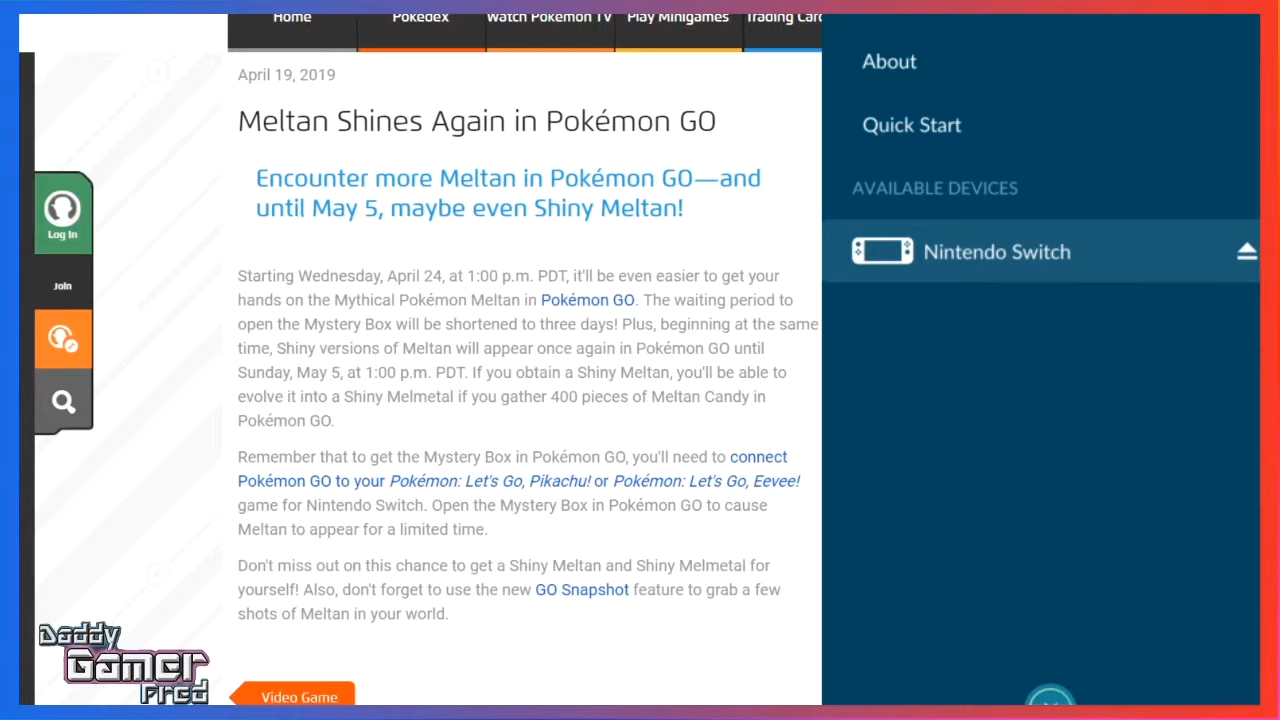 Home
Pokédex
Watch Pokémon TV
Play Minigames
Trading Card
April 19, 2019
Meltan Shines Again in Pokémon GO
Encounter more Meltan in Pokémon GO—and
until May 5, maybe even Shiny Meltan!
Starting Wednesday, April 24, at 1:00 p.m. PDT, it'll be even easier to get your
hands on the Mythical Pokémon Meltan in Pokémon GO. The waiting period to
open the Mystery Box will be shortened to three days! Plus, beginning at the same
time, Shiny versions of Meltan will appear once again in Pokémon GO until
Sunday, May 5, at 1:00 p.m. PDT. If you obtain a Shiny Meltan, you'll be able to
evolve it into a Shiny Melmetal if you gather 400 pieces of Meltan Candy in
Pokémon GO.
Remember that to get the Mystery Box in Pokémon GO, you'll need to connect
Pokémon GO to your Pokémon: Let's Go, Pikachu! or Pokémon: Let's Go, Eevee!
game for Nintendo Switch. Open the Mystery Box in Pokémon GO to cause
Meltan to appear for a limited time.
Don't miss out on this chance to get a Shiny Meltan and Shiny Melmetal for
yourself! Also, don't forget to use the new GO Snapshot feature to grab a few
shots of Meltan in your world.
Video Game
Log In
Join
Daddy
Gamer
Fred
About
Quick Start
AVAILABLE DEVICES
Nintendo Switch